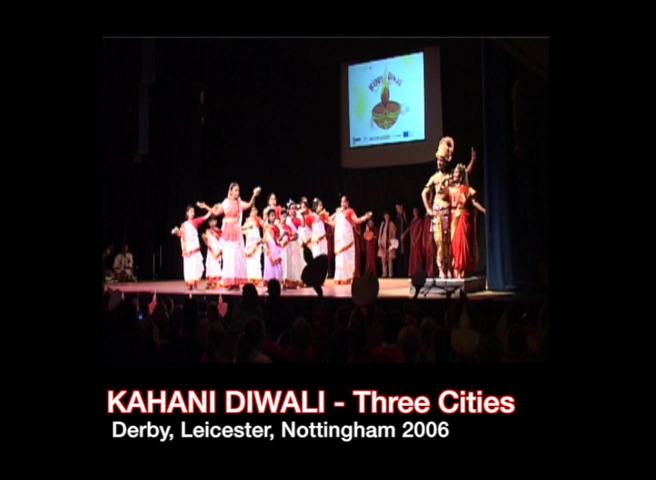 KAHANI DIWALI - Three Cities
Derby, Leicester, Nottingham 2006